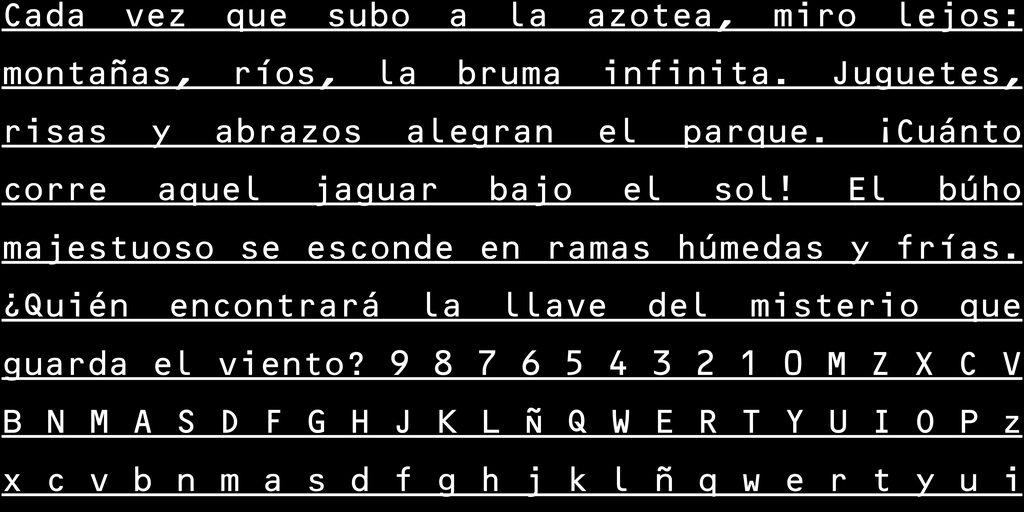 Cada vez que subo a la azotea, miro lejos:
montañas, ríos, la bruma infinita. Juguetes,
risas y abrazos alegran el parque. ¡Cuánto
corre aquel jaguar bajo el sol! El búho
majestuoso se esconde en ramas húmedas y frías.
¿Quién encontrará la llave del misterio que
guarda el viento? 9 8 7 6 5 4 3 2 1 0 M Z X C V
B N M A S D F G H J K L Ñ Q W E R T Y U I O P z
x c v b n m a s d f g h j k l ñ q w e r t y u i